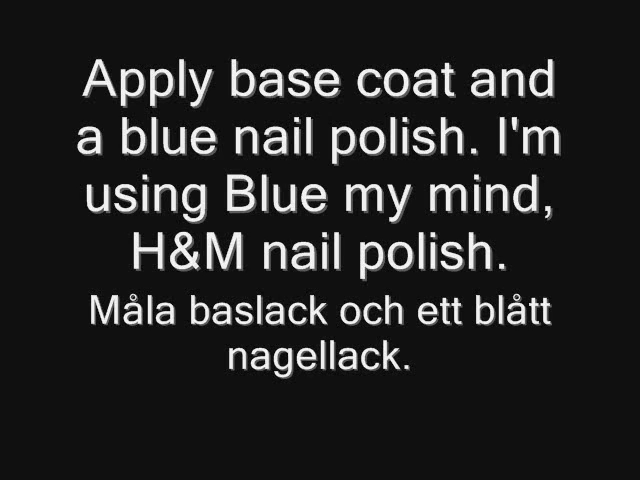 Apply base coat and
a blue nail polish. I'm
using Blue my mind,
H&M nail polish.
Måla baslack och ett blått
nagellack.